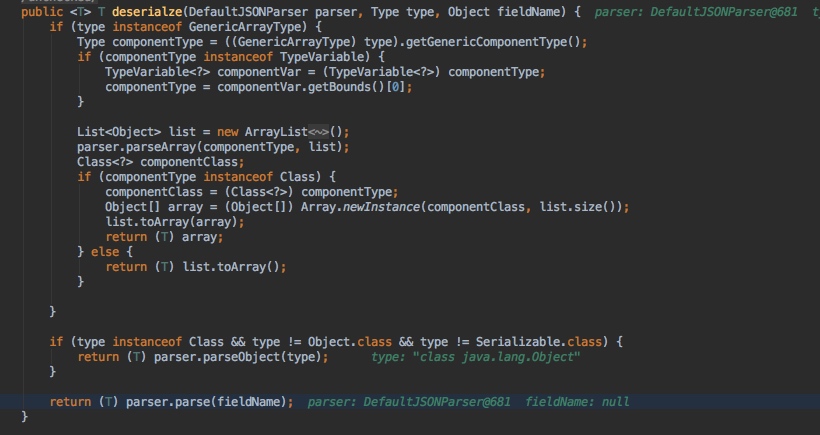 public <T> T deserialze(DefaultJSONParser parser, Type type, Object fieldName) {  parser: DefaultJSONParser@681
    if (type instanceof GenericArrayType) {
        Type componentType = ((GenericArrayType) type).getGenericComponentType();
        if (componentType instanceof TypeVariable) {
            TypeVariable<?> componentVar = (TypeVariable<?>) componentType;
            componentType = componentVar.getBounds()[0];
        }
        List<Object> list = new ArrayList<~>();
        parser.parseArray(componentType, list);
        Class<?> componentClass;
        if (componentType instanceof Class) {
            componentClass = (Class<?>) componentType;
            Object[] array = (Object[]) Array.newInstance(componentClass, list.size());
            list.toArray(array);
            return (T) array;
        } else {
            return (T) list.toArray();
        }
    }
    if (type instanceof Class && type != Object.class && type != Serializable.class) {
        return (T) parser.parseObject(type);      type: "class java.lang.Object"
    }
    return (T) parser.parse(fieldName);  parser: DefaultJSONParser@681  fieldName: null
}